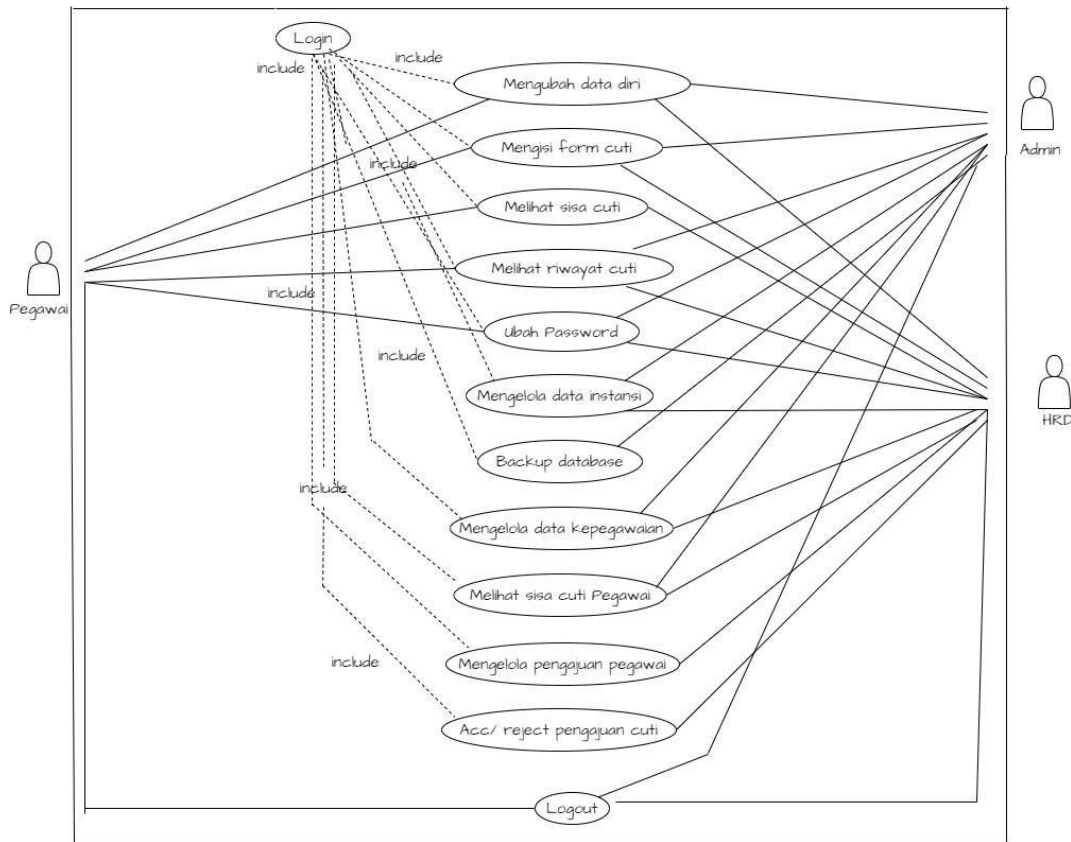 Login
include
include
Mengubah data diri
Admin
Mengisi form cuti
include
Melihat sisa cuti
Pegawai
Melihat riwayat cuti
include
Ubah Password
include
Mengelola data instansi
HRD
Backup database
include
Mengelola data kepegawaian
Melihat sisa cuti Pegawai
include
Mengelola pengajuan pegawai
Acc/ reject pengajuan cuti
Logout